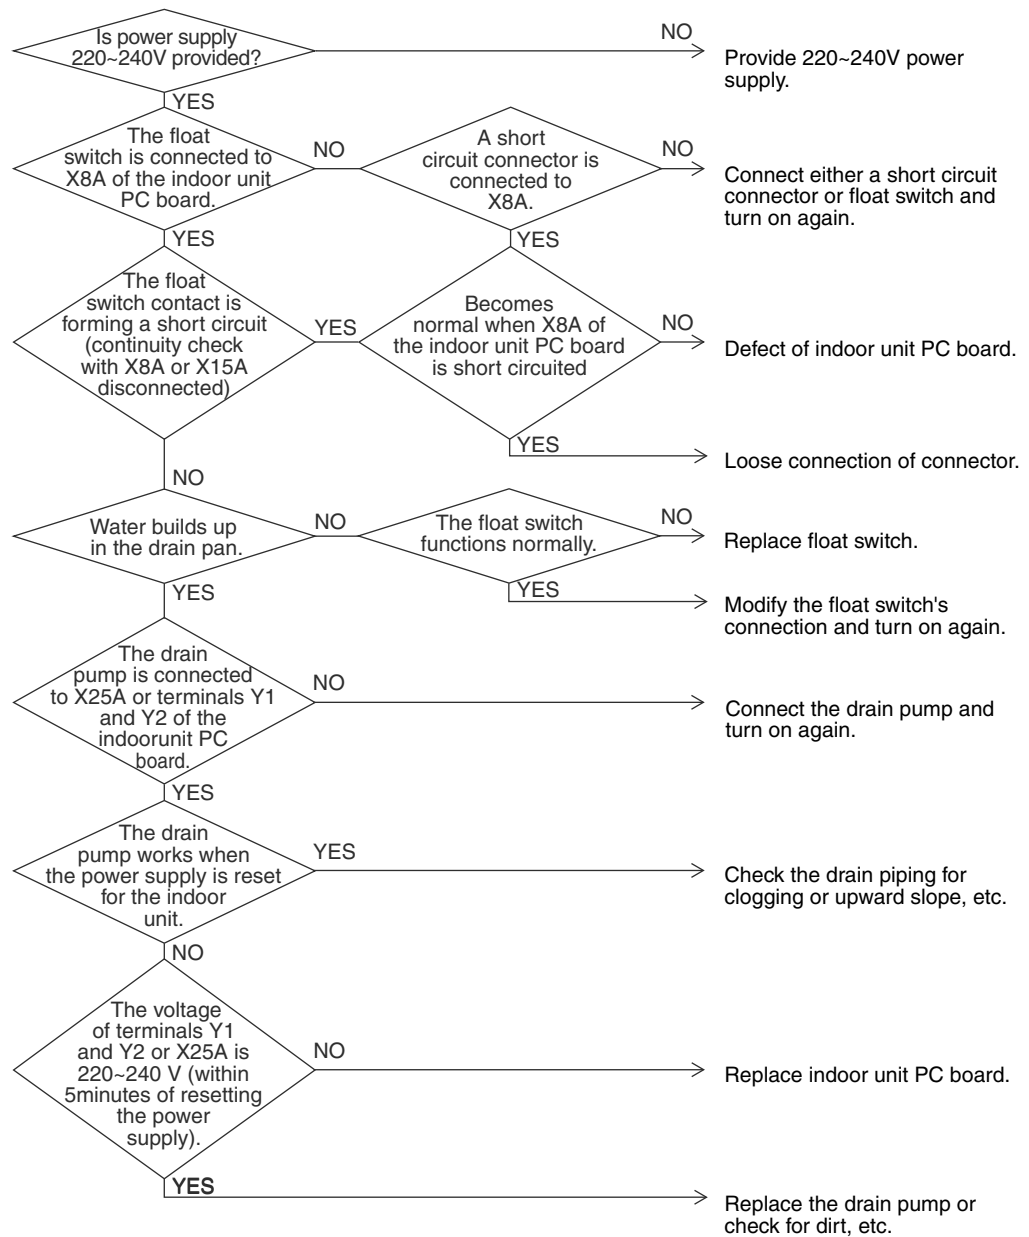 Is power supply
220~240V provided?
NO
Provide 220~240V power
supply.
YES
The float
switch is connected to
X8A of the indoor unit
PC board.
NO
A short
circuit connector is
connected to
X8A.
NO
Connect either a short circuit
connector or float switch and
turn on again.
YES
YES
The float
switch contact is
forming a short circuit
(continuity check
with X8A or X15A
disconnected)
YES
Becomes
normal when X8A of
the indoor unit PC board
is short circuited
NO
Defect of indoor unit PC board.
YES
Loose connection of connector.
NO
Water builds up
in the drain pan.
NO
The float switch
functions normally.
NO
Replace float switch.
YES
YES
Modify the float switch's
connection and turn on again.
The drain
pump is connected
to X25A or terminals Y1
and Y2 of the
indoorunit PC
board.
NO
Connect the drain pump and
turn on again.
YES
The drain
pump works when
the power supply is reset
for the indoor
unit.
YES
Check the drain piping for
clogging or upward slope, etc.
NO
The voltage
of terminals Y1
and Y2 or X25A is
220~240 V (within
5minutes of resetting
the power
supply).
NO
Replace indoor unit PC board.
YES
Replace the drain pump or
check for dirt, etc.